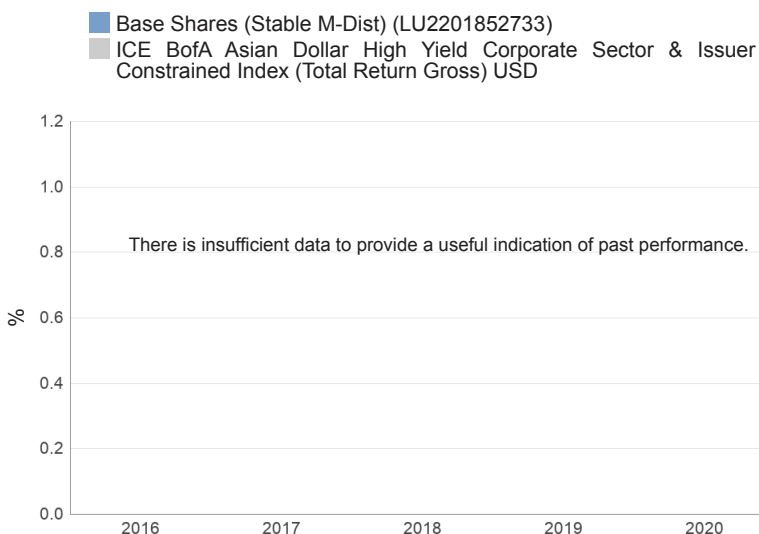 Base Shares (Stable M-Dist) (LU2201852733)
ICE BofA Asian Dollar High Yield Corporate Sector & Issuer
Constrained Index (Total Return Gross) USD
1.2
1.0
There is insufficient data to provide a useful indication of past performance.
0.8
%
0.6
0.4
0.2
0.0
2016 2017 2018 2019 2020